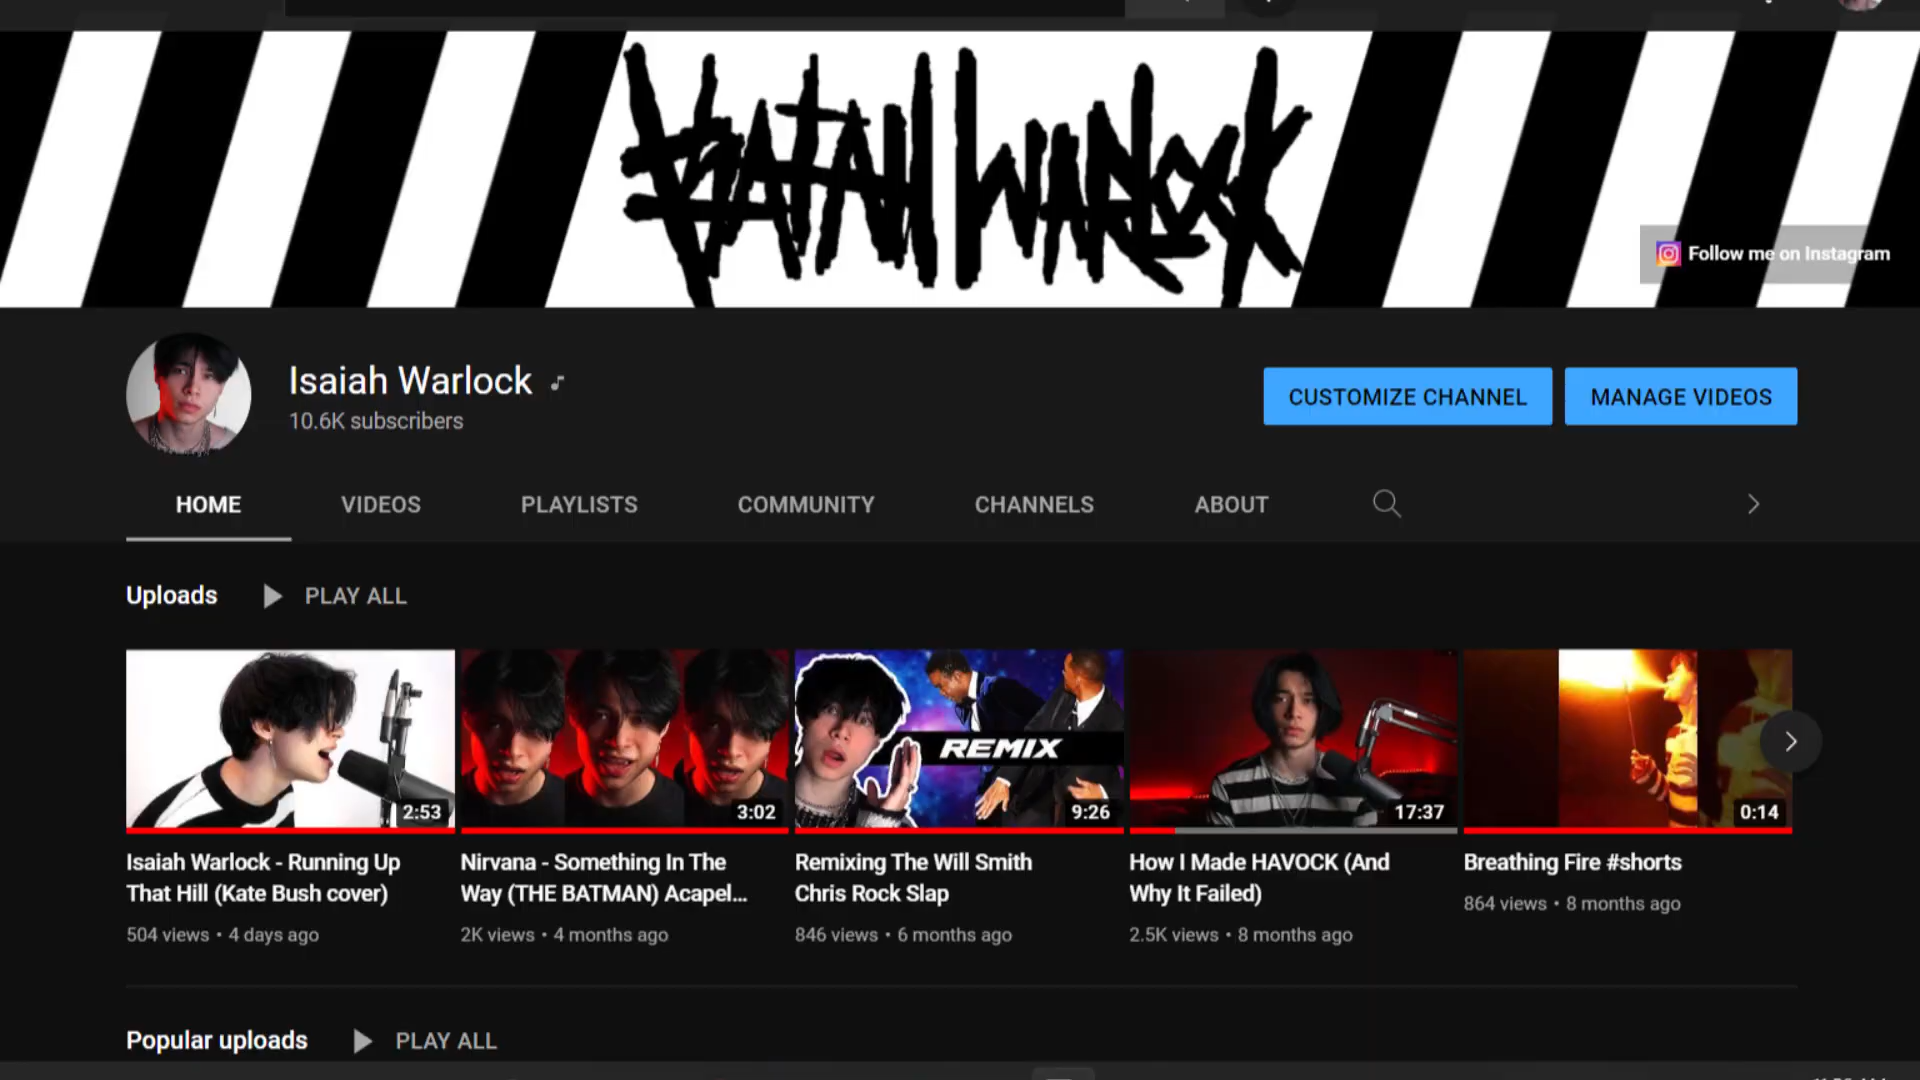 ISAIAH WARLOCK
Follow me on Instagram
Isaiah Warlock
10.6K subscribers
CUSTOMIZE CHANNEL
MANAGE VIDEOS
HOME
VIDEOS
PLAYLISTS
COMMUNITY
CHANNELS
ABOUT
Uploads
PLAY ALL
2:53
3:02
REMIX
9:26
17:37
0:14
Isaiah Warlock - Running Up
That Hill (Kate Bush cover)
504 views • 4 days ago
Nirvana - Something In The
Way (THE BATMAN) Acapel...
2K views • 4 months ago
Remixing The Will Smith
Chris Rock Slap
846 views • 6 months ago
How I Made HAVOCK (And
Why It Failed)
2.5K views • 8 months ago
Breathing Fire #shorts
864 views • 8 months ago
Popular uploads
PLAY ALL